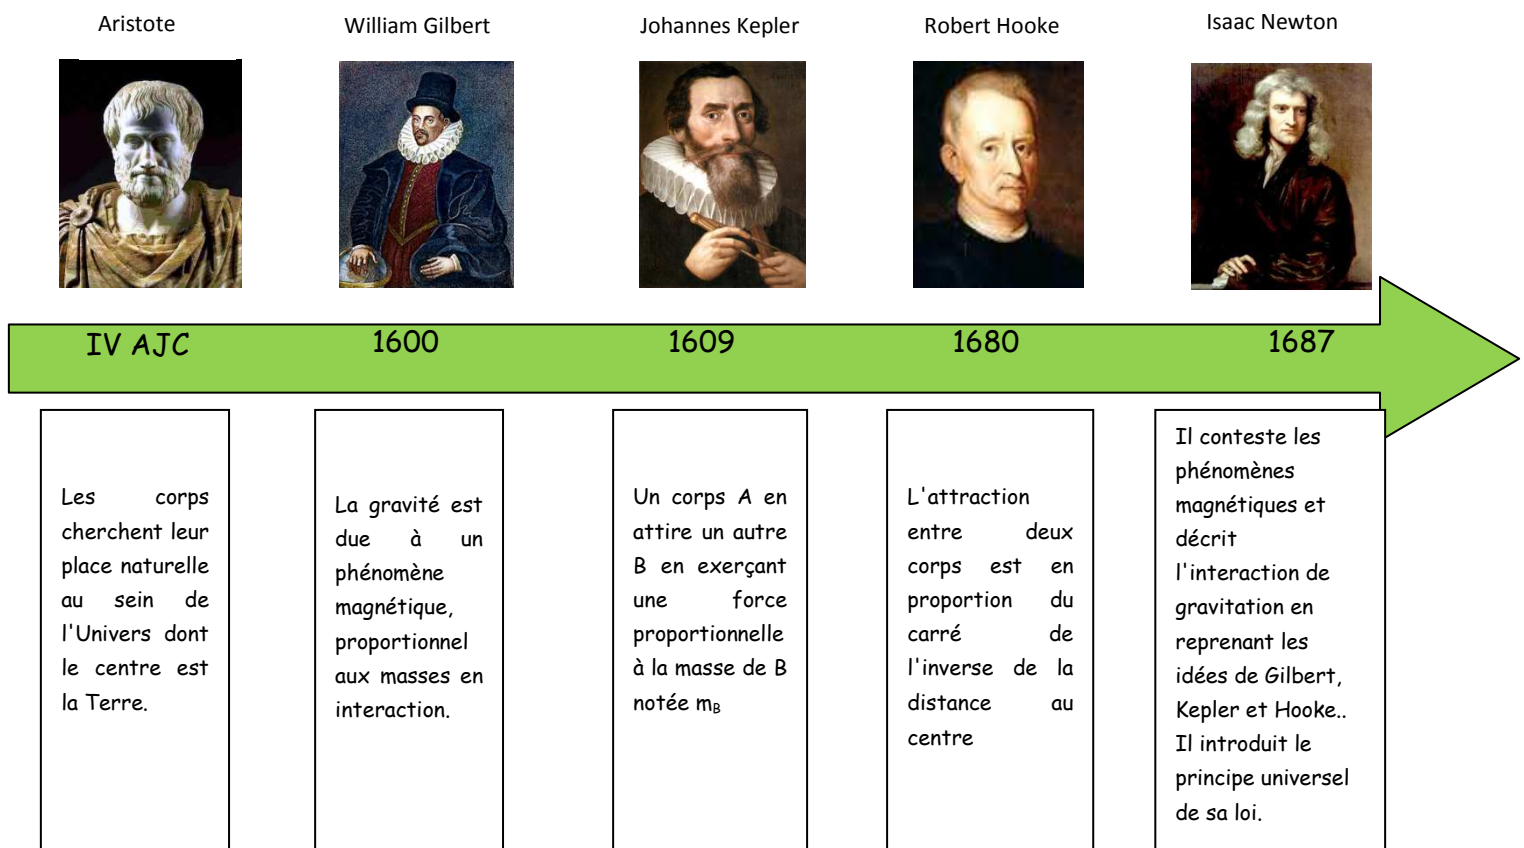 Aristote
William Gilbert
Johannes Kepler
Robert Hooke
Isaac Newton
IV AJC
1600
1609
1680
1687
Les corps
cherchent leur
place naturelle
au sein de
l'Univers dont
le centre est
la Terre.
La gravité est
due à un
phénomène
magnétique,
proportionnel
aux masses en
interaction.
Un corps A en
attire un autre
B en exerçant
une force
proportionnelle
à la masse de B
notée mB
L'attraction
entre deux
corps est en
proportion du
carré de
l'inverse de la
distance au
centre
Il conteste les
phénomènes
magnétiques et
décrit
l'interaction de
gravitation en
reprenant les
idées de Gilbert,
Kepler et Hooke..
Il introduit le
principe universel
de sa loi.